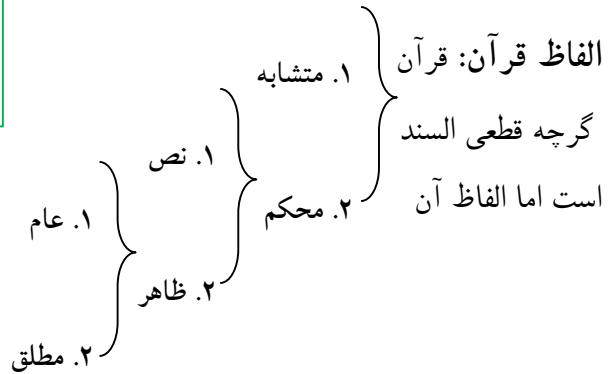 الفاظ قرآن: قرآن
گرچه قطعی السند
است اما الفاظ آن
۱. متشابه
۲. محکم
۱. نص
۲. ظاهر
۱. عام
۲. مطلق